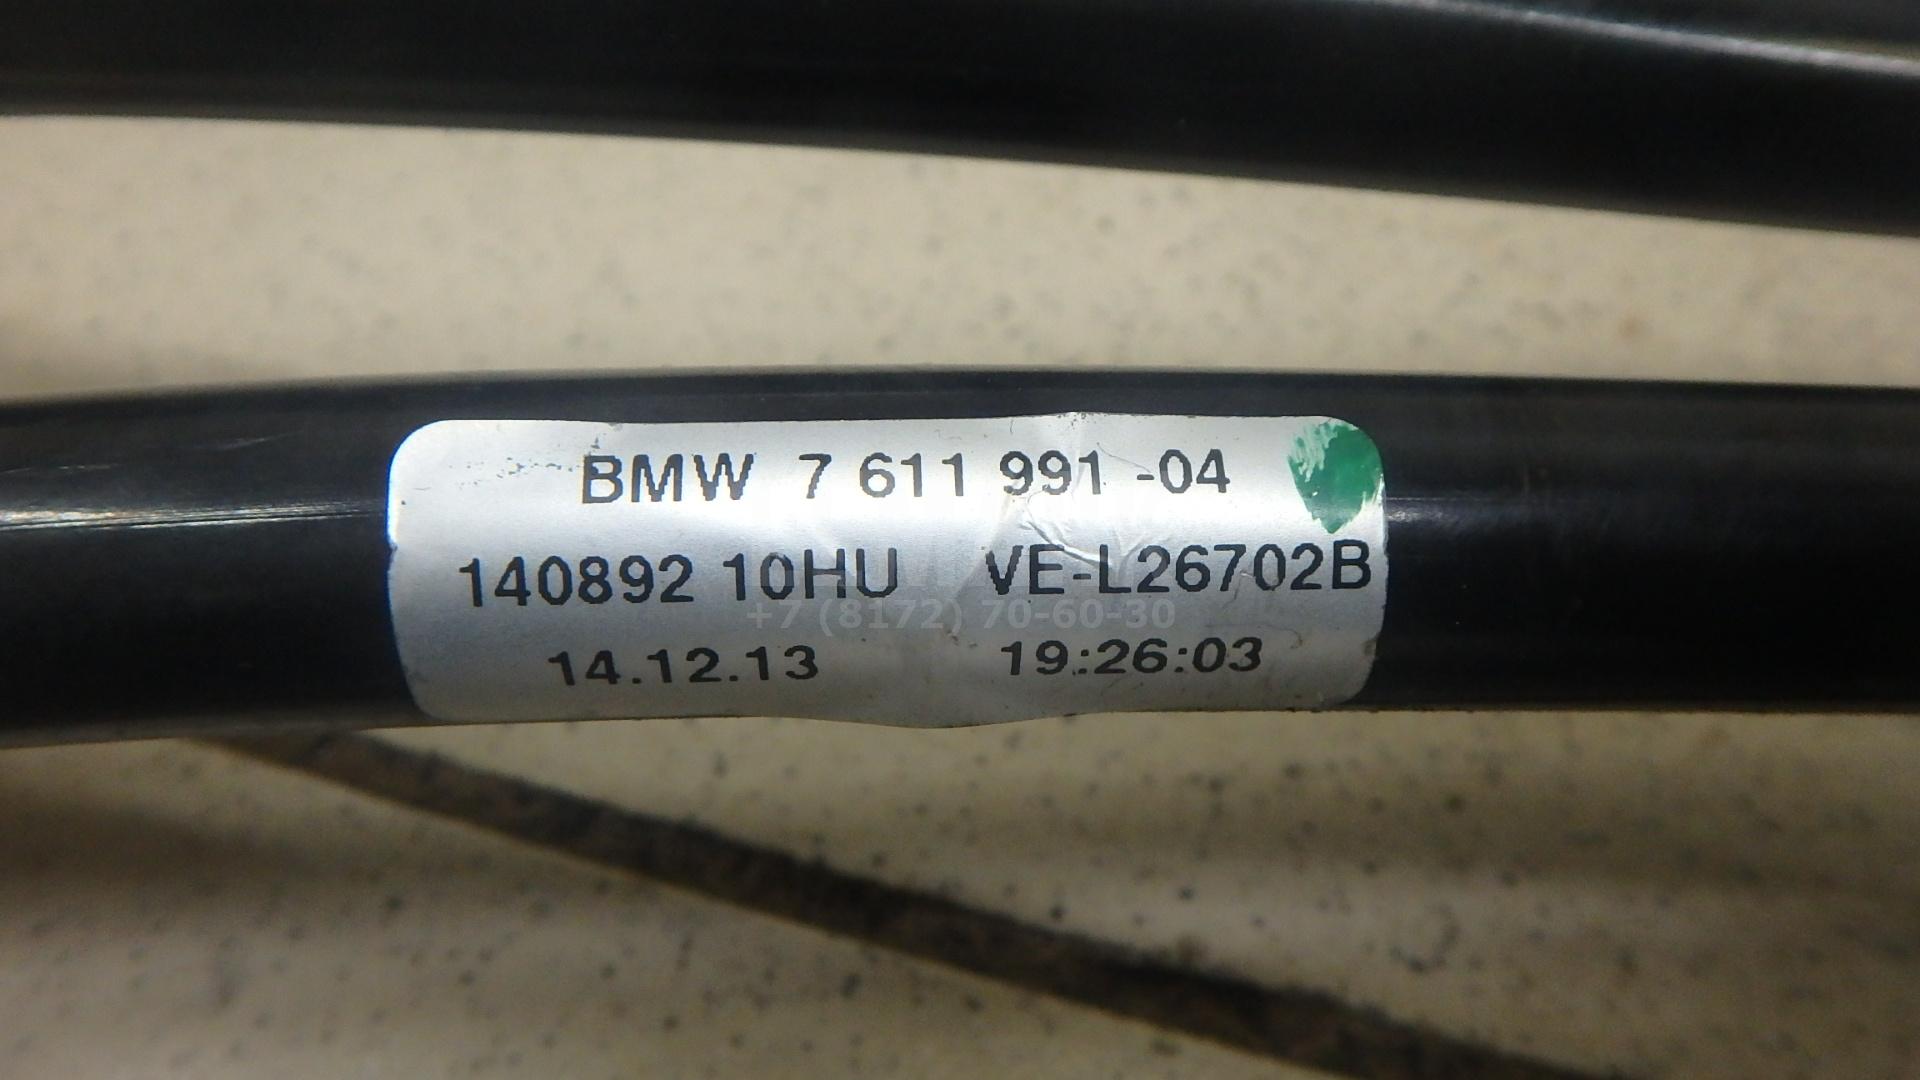 BMW 7 611 991 -04
140892 10HU VE-L26702B
+7 (8172) 70-60-30
14.12.13 19:26:03